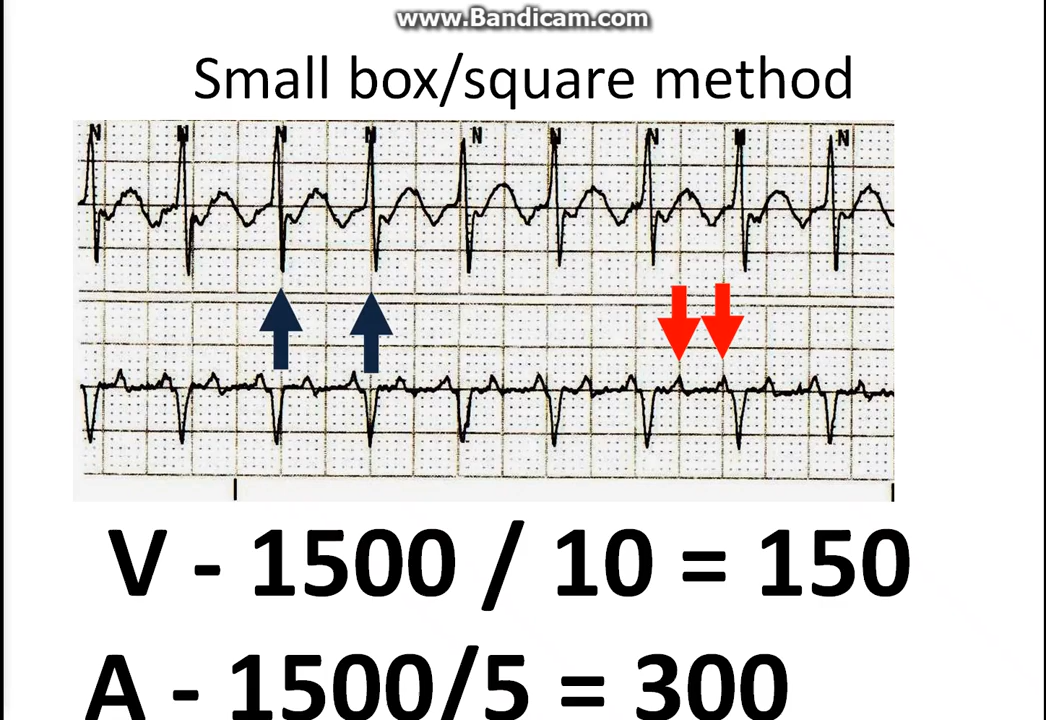 www.Bandicam.com
Small box/square method
N N N N N N N N N
V - 1500 / 10 = 150
A - 1500/5 = 300